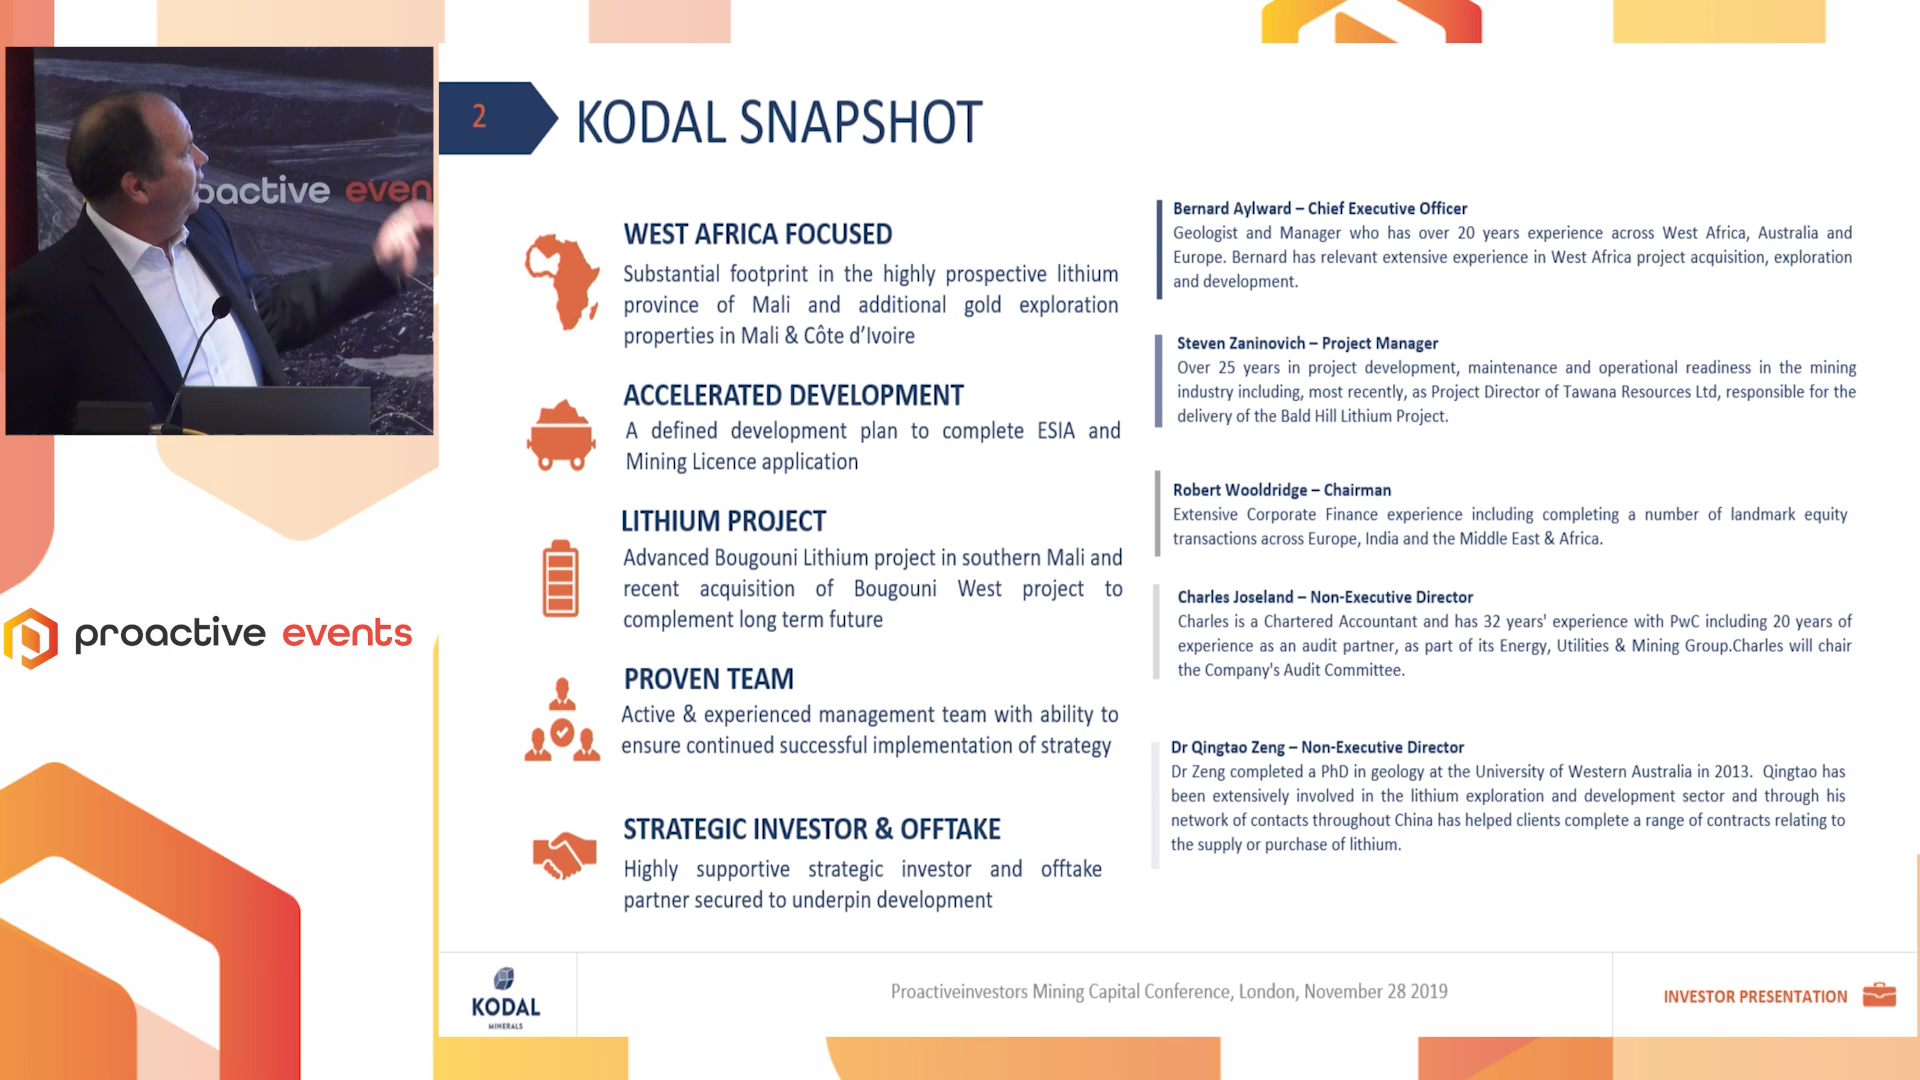 pactive even
proactive events
2
KODAL SNAPSHOT
WEST AFRICA FOCUSED
Substantial footprint in the highly prospective lithium
province of Mali and additional gold exploration
properties in Mali & Côte d’Ivoire
ACCELERATED DEVELOPMENT
A defined development plan to complete ESIA and
Mining Licence application
LITHIUM PROJECT
Advanced Bougouni Lithium project in southern Mali and
recent acquisition of Bougouni West project to
complement long term future
PROVEN TEAM
Active & experienced management team with ability to
ensure continued successful implementation of strategy
STRATEGIC INVESTOR & OFFTAKE
Highly supportive strategic investor and offtake
partner secured to underpin development
Bernard Aylward – Chief Executive Officer
Geologist and Manager who has over 20 years experience across West Africa, Australia and
Europe. Bernard has relevant extensive experience in West Africa project acquisition, exploration
and development.
Steven Zaninovich – Project Manager
Over 25 years in project development, maintenance and operational readiness in the mining
industry including, most recently, as Project Director of Tawana Resources Ltd, responsible for the
delivery of the Bald Hill Lithium Project.
Robert Wooldridge – Chairman
Extensive Corporate Finance experience including completing a number of landmark equity
transactions across Europe, India and the Middle East & Africa.
Charles Joseland – Non-Executive Director
Charles is a Chartered Accountant and has 32 years' experience with PwC including 20 years of
experience as an audit partner, as part of its Energy, Utilities & Mining Group.Charles will chair
the Company's Audit Committee.
Dr Qingtao Zeng – Non-Executive Director
Dr Zeng completed a PhD in geology at the University of Western Australia in 2013. Qingtao has
been extensively involved in the lithium exploration and development sector and through his
network of contacts throughout China has helped clients complete a range of contracts relating to
the supply or purchase of lithium.
KODAL
MINERALS
Proactiveinvestors Mining Capital Conference, London, November 28 2019
INVESTOR PRESENTATION